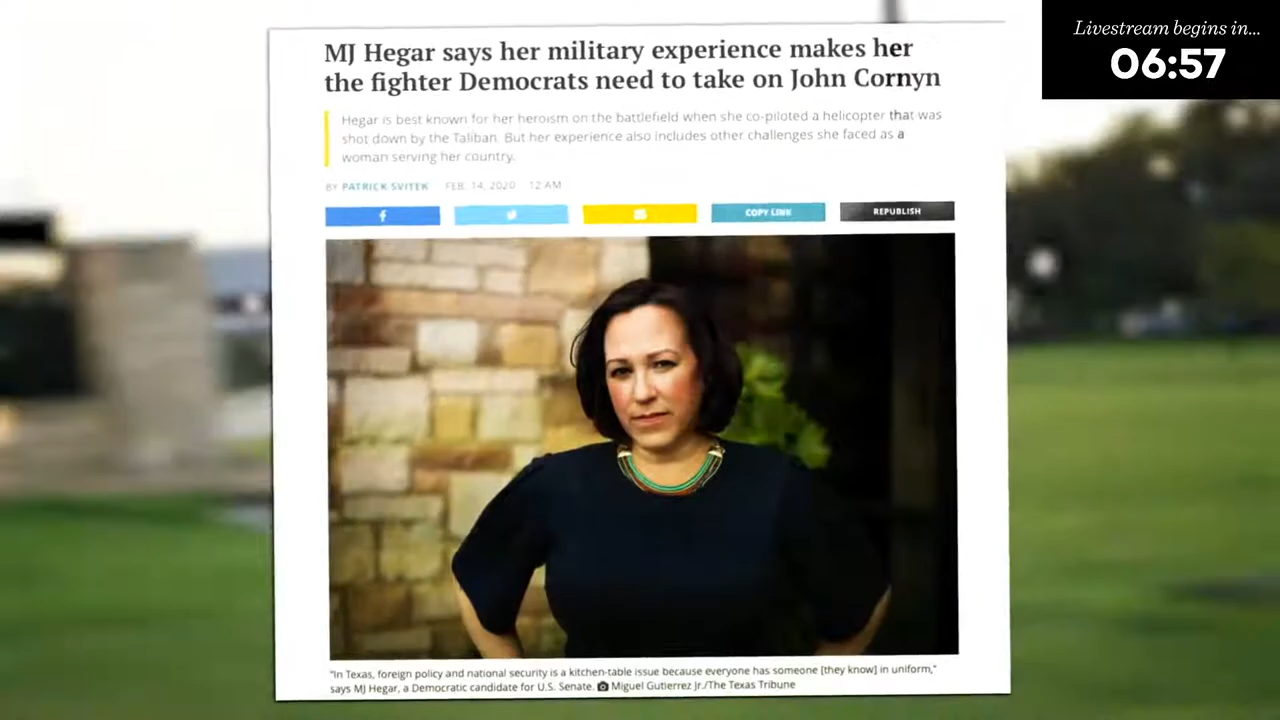 Livestream begins in...
06:57
MJ Hegar says her military experience makes her
the fighter Democrats need to take on John Cornyn
Hegar is best known for her heroism on the battlefield when she co-piloted a helicopter that was
shot down by the Taliban. But her experience also includes other challenges she faced as a
woman serving her country.
BY PATRICK SVITEK FEB. 14, 2020 12 AM
f
COPY LINK
REPUBLISH
"In Texas, foreign policy and national security is a kitchen-table issue because everyone has someone [they know] in uniform,"
says MJ Hegar, a Democratic candidate for U.S. Senate. Miguel Gutierrez Jr./The Texas Tribune